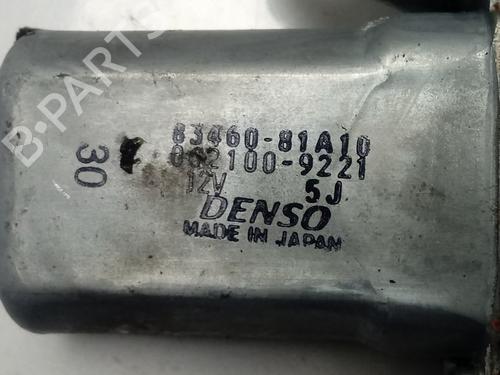 B-PARTS
83460-81A10
062100-9221
12V 5J
DENSO
MADE IN JAPAN
30